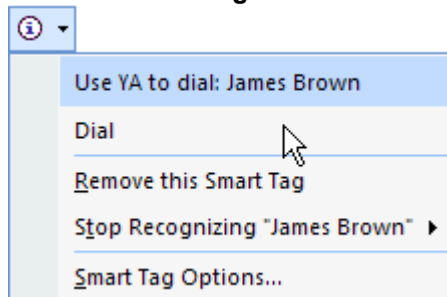 Use YA to dial: James Brown
Dial
Remove this Smart Tag
Stop Recognizing "James Brown"
Smart Tag Options...